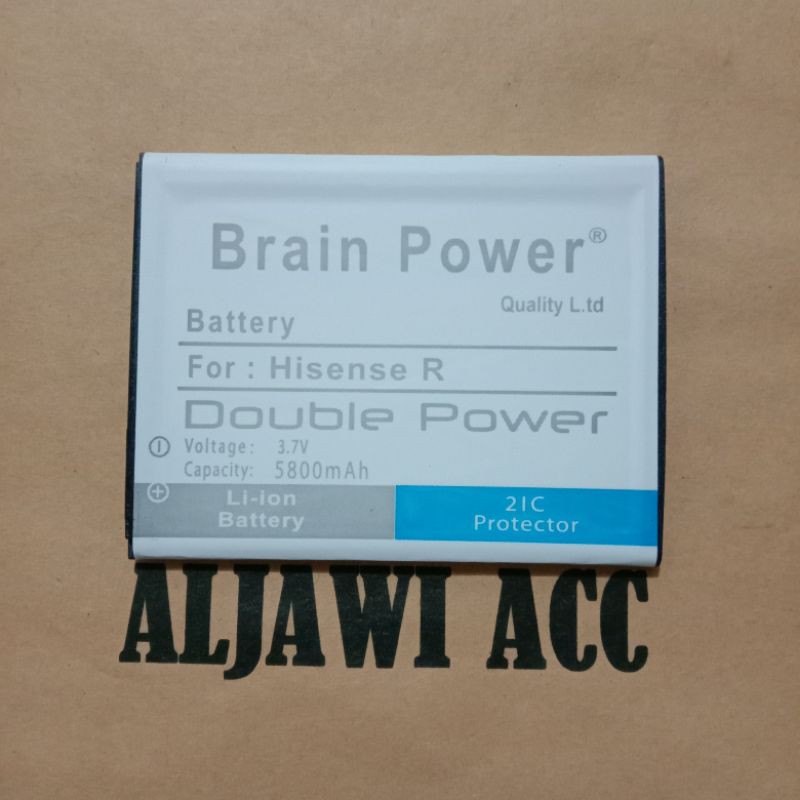 Brain Power®
Quality L.td
Battery
For : Hisense R
Double Power
Voltage: 3.7V
Capacity: 5800mAh
Li-ion
Battery
2IC
Protector
ALJAWI ACC